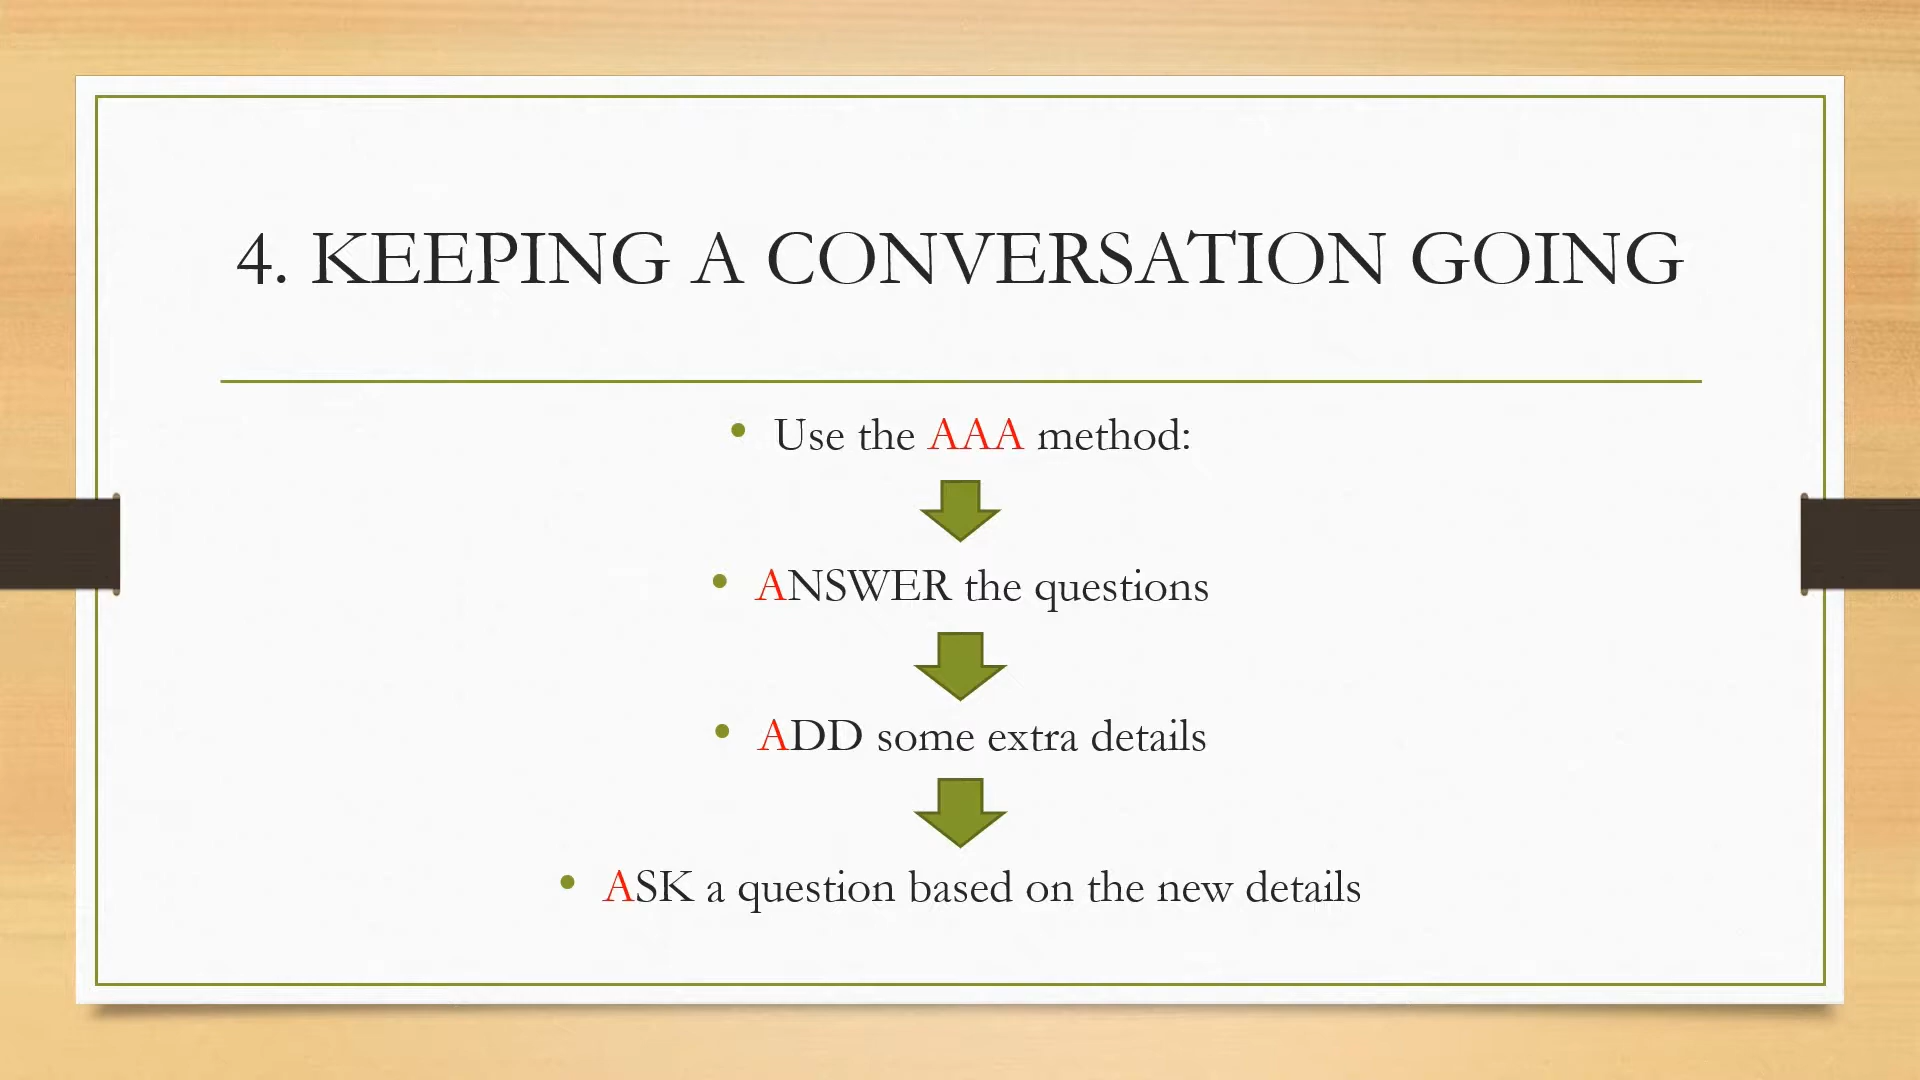 4. KEEPING A CONVERSATION GOING
• Use the AAA method:
• ANSWER the questions
• ADD some extra details
• ASK a question based on the new details